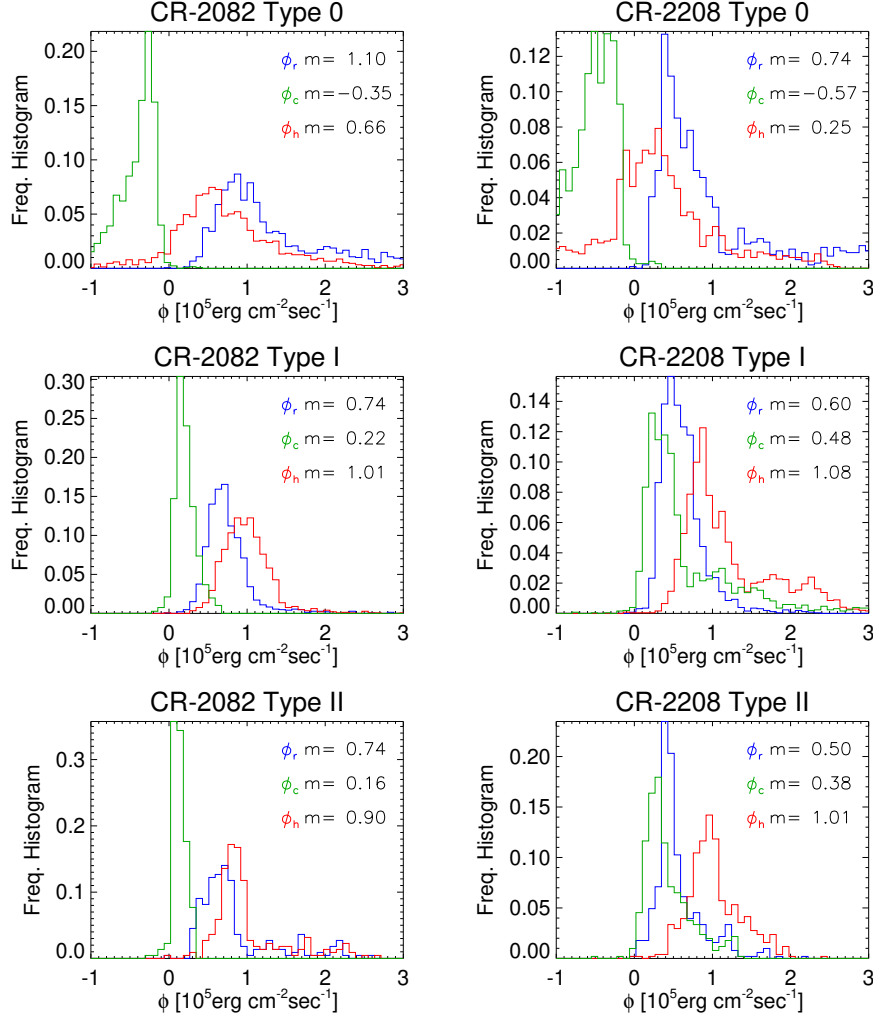 CR-2082 Type 0
Freq. Histogram
0.20
0.15
0.10
0.05
0.00
ϕr m= 1.10
ϕc m=−0.35
ϕh m= 0.66
-1 0 1 2 3
ϕ [10⁵erg cm⁻²sec⁻¹]
CR-2208 Type 0
Freq. Histogram
0.12
0.10
0.08
0.06
0.04
0.02
0.00
ϕr m= 0.74
ϕc m=−0.57
ϕh m= 0.25
-1 0 1 2 3
ϕ [10⁵erg cm⁻²sec⁻¹]
CR-2082 Type I
Freq. Histogram
0.30
0.25
0.20
0.15
0.10
0.05
0.00
ϕr m= 0.74
ϕc m= 0.22
ϕh m= 1.01
-1 0 1 2 3
ϕ [10⁵erg cm⁻²sec⁻¹]
CR-2208 Type I
Freq. Histogram
0.14
0.12
0.10
0.08
0.06
0.04
0.02
0.00
ϕr m= 0.60
ϕc m= 0.48
ϕh m= 1.08
-1 0 1 2 3
ϕ [10⁵erg cm⁻²sec⁻¹]
CR-2082 Type II
Freq. Histogram
0.3
0.2
0.1
0.0
ϕr m= 0.74
ϕc m= 0.16
ϕh m= 0.90
-1 0 1 2 3
ϕ [10⁵erg cm⁻²sec⁻¹]
CR-2208 Type II
Freq. Histogram
0.20
0.15
0.10
0.05
0.00
ϕr m= 0.50
ϕc m= 0.38
ϕh m= 1.01
-1 0 1 2 3
ϕ [10⁵erg cm⁻²sec⁻¹]